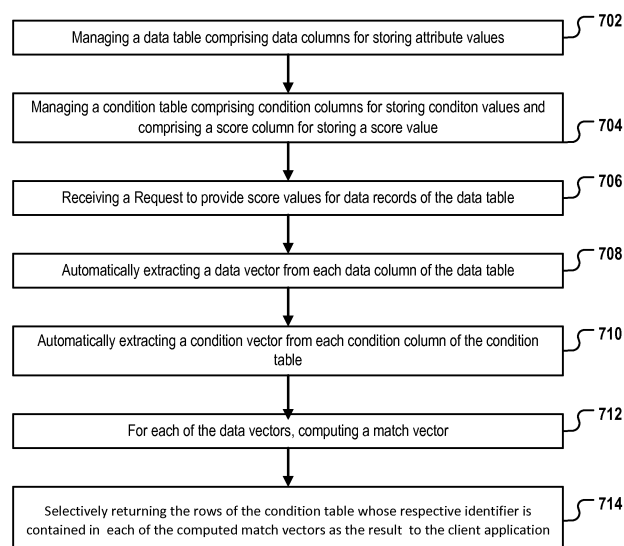 Managing a data table comprising data columns for storing attribute values
702
Managing a condition table comprising condition columns for storing conditon values and
comprising a score column for storing a score value
704
Receiving a Request to provide score values for data records of the data table
706
Automatically extracting a data vector from each data column of the data table
708
Automatically extracting a condition vector from each condition column of the condition
table
710
For each of the data vectors, computing a match vector
712
Selectively returning the rows of the condition table whose respective identifier is
contained in each of the computed match vectors as the result to the client application
714